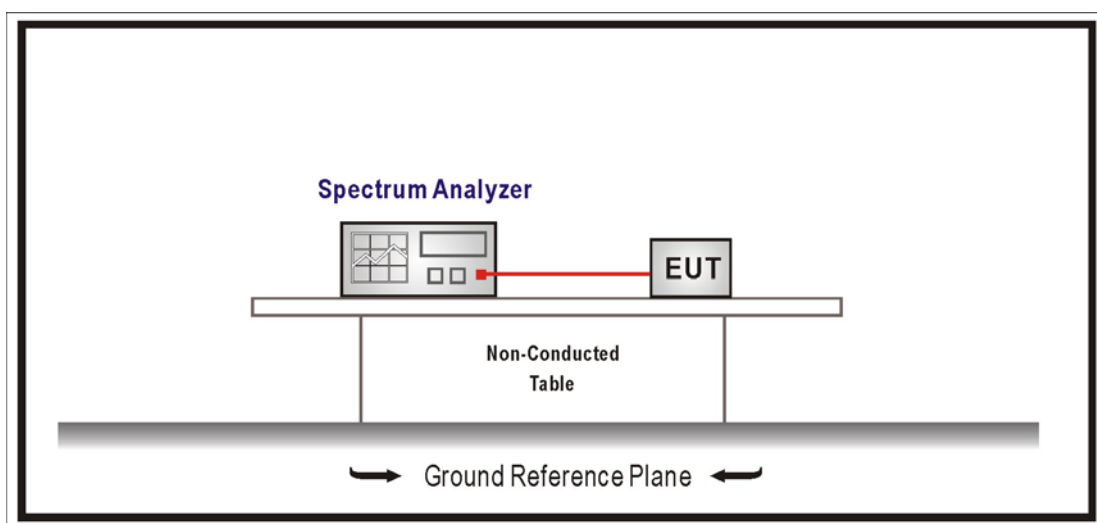 Spectrum Analyzer
EUT
Non-Conducted
Table
Ground Reference Plane